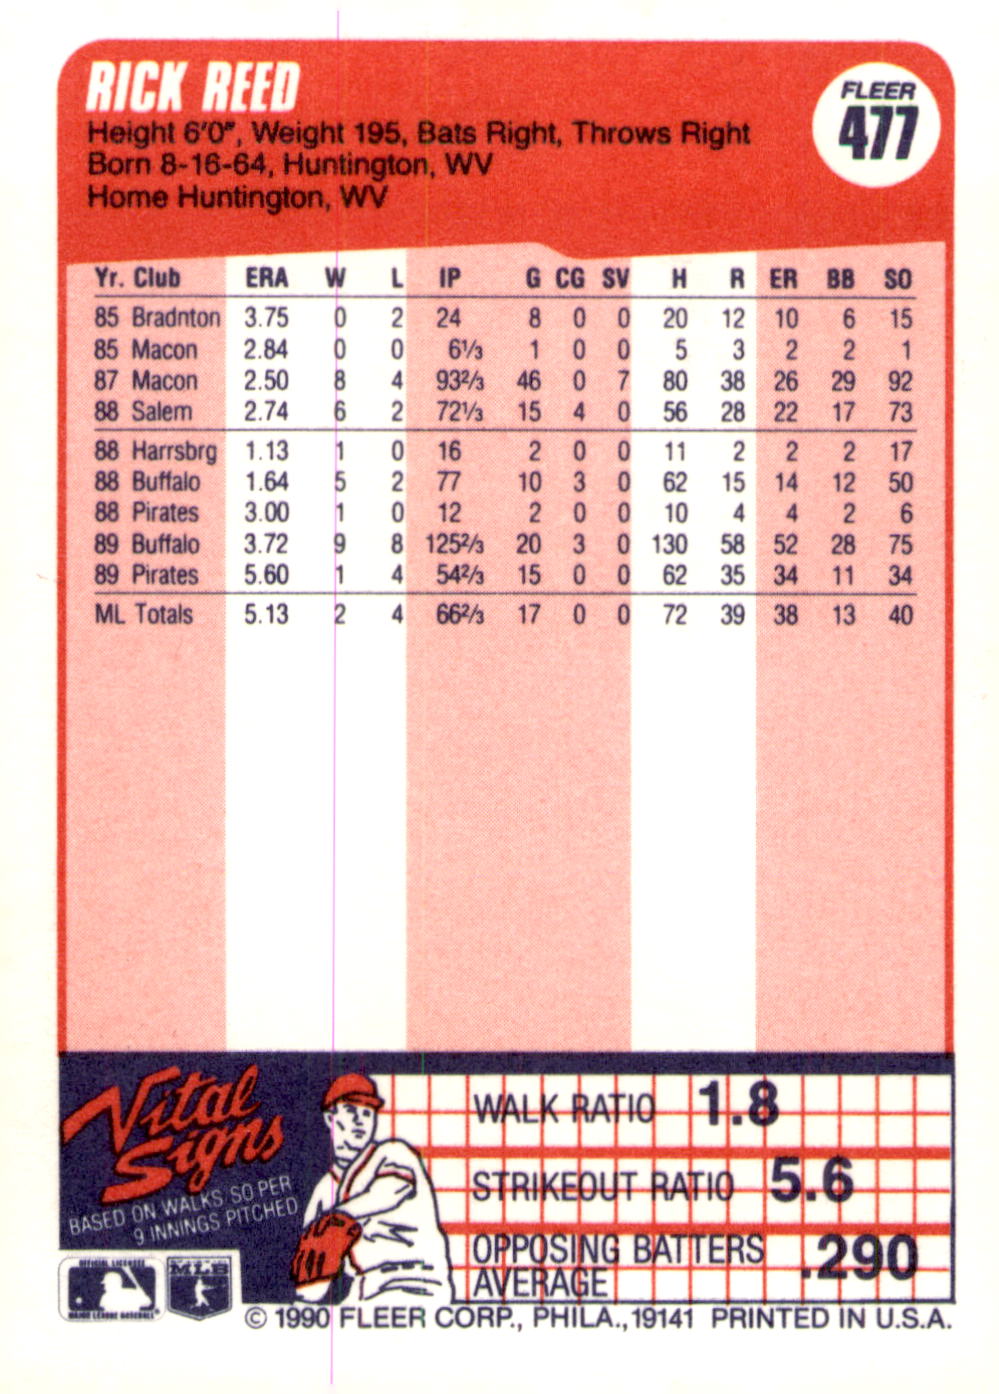 RICK REED
FLEER
477
Height 6'0", Weight 195, Bats Right, Throws Right
Born 8-16-64, Huntington, WV
Home Huntington, WV
Yr. Club ERA W L IP G CG SV H R ER BB SO
85 Bradnton 3.75 0 2 24 8 0 0 20 12 10 6 15
85 Macon 2.84 0 0 6⅓ 1 0 0 5 3 2 2 1
87 Macon 2.50 8 4 93⅔ 46 0 7 80 38 26 29 92
88 Salem 2.74 6 2 72⅓ 15 4 0 56 28 22 17 73
88 Harrsbrg 1.13 1 0 16 2 0 0 11 2 2 2 17
88 Buffalo 1.64 5 2 77 10 3 0 62 15 14 12 50
88 Pirates 3.00 1 0 12 2 0 0 10 4 4 2 6
89 Buffalo 3.72 9 8 125⅔ 20 3 0 130 58 52 28 75
89 Pirates 5.60 1 4 54⅔ 15 0 0 62 35 34 11 34
ML Totals 5.13 2 4 66⅔ 17 0 0 72 39 38 13 40
Vital
Signs
BASED ON WALKS, SO PER
9 INNINGS PITCHED
WALK RATIO 1.8
STRIKEOUT RATIO 5.6
OPPOSING BATTERS
AVERAGE .290
OFFICIAL LICENSEE
MAJOR LEAGUE BASEBALL
MLB
© 1990 FLEER CORP., PHILA., 19141 PRINTED IN U.S.A.